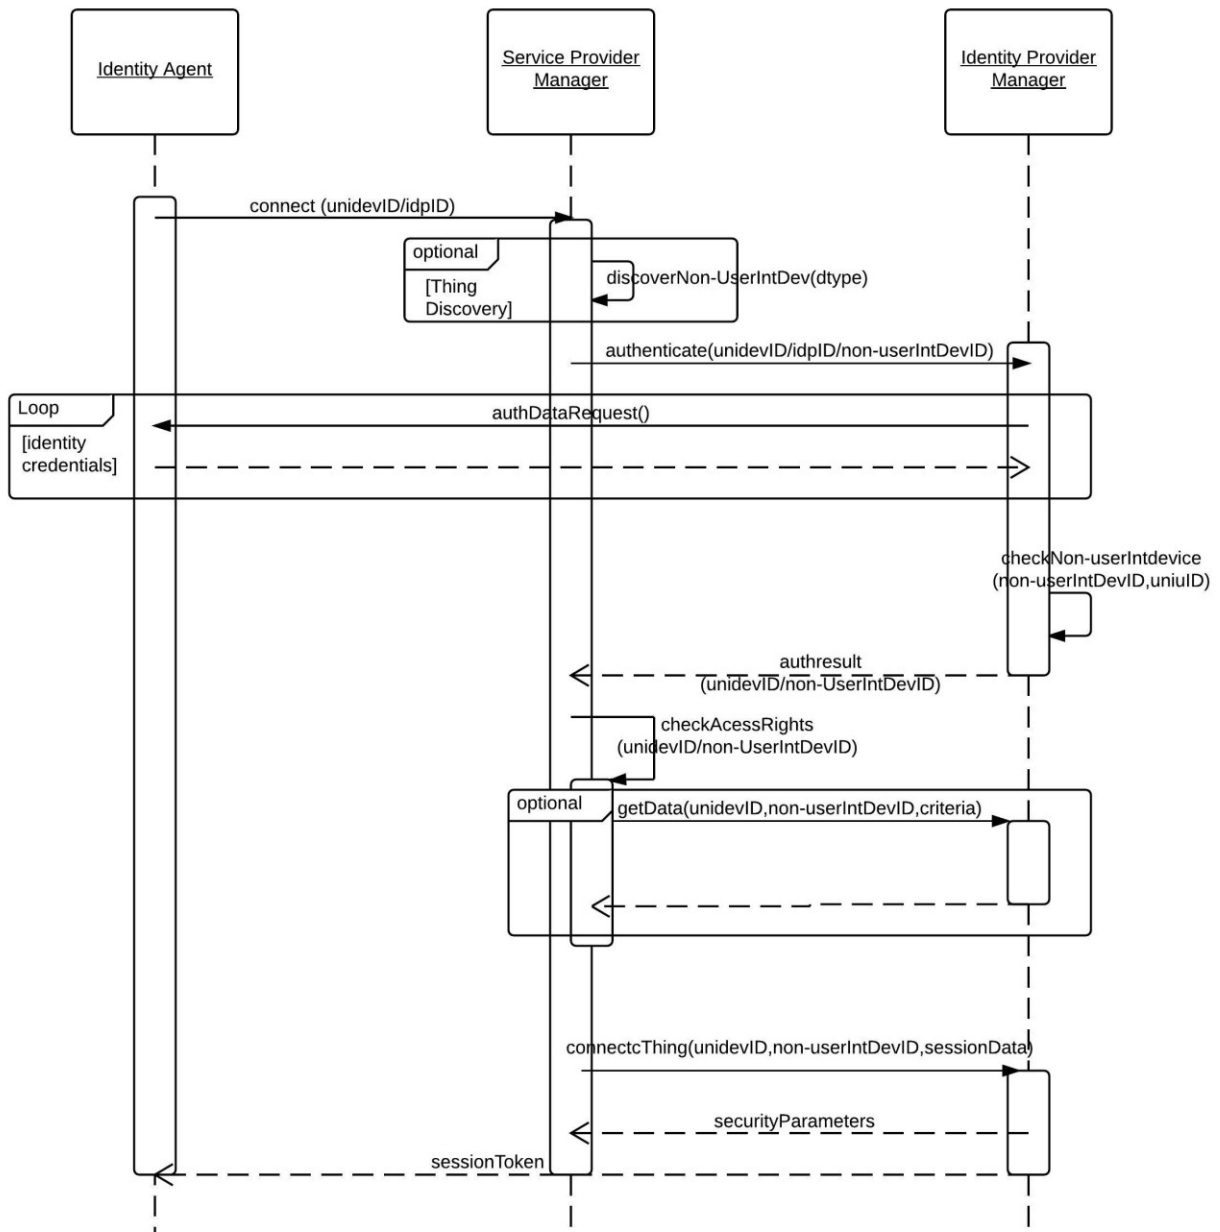 Identity Agent
Service Provider
Manager
Identity Provider
Manager
connect (unidevID/idpID)
optional
[Thing
Discovery]
discoverNon-UserIntDev(dtype)
authenticate(unidevID/idpID/non-userIntDevID)
Loop
[identity
credentials]
authDataRequest()
checkNon-userIntdevice
(non-userIntDevID,uniuID)
authresult
(unidevID/non-UserIntDevID)
checkAcessRights
(unidevID/non-UserIntDevID)
optional
getData(unidevID,non-userIntDevID,criteria)
connectcThing(unidevID,non-userIntDevID,sessionData)
securityParameters
sessionToken